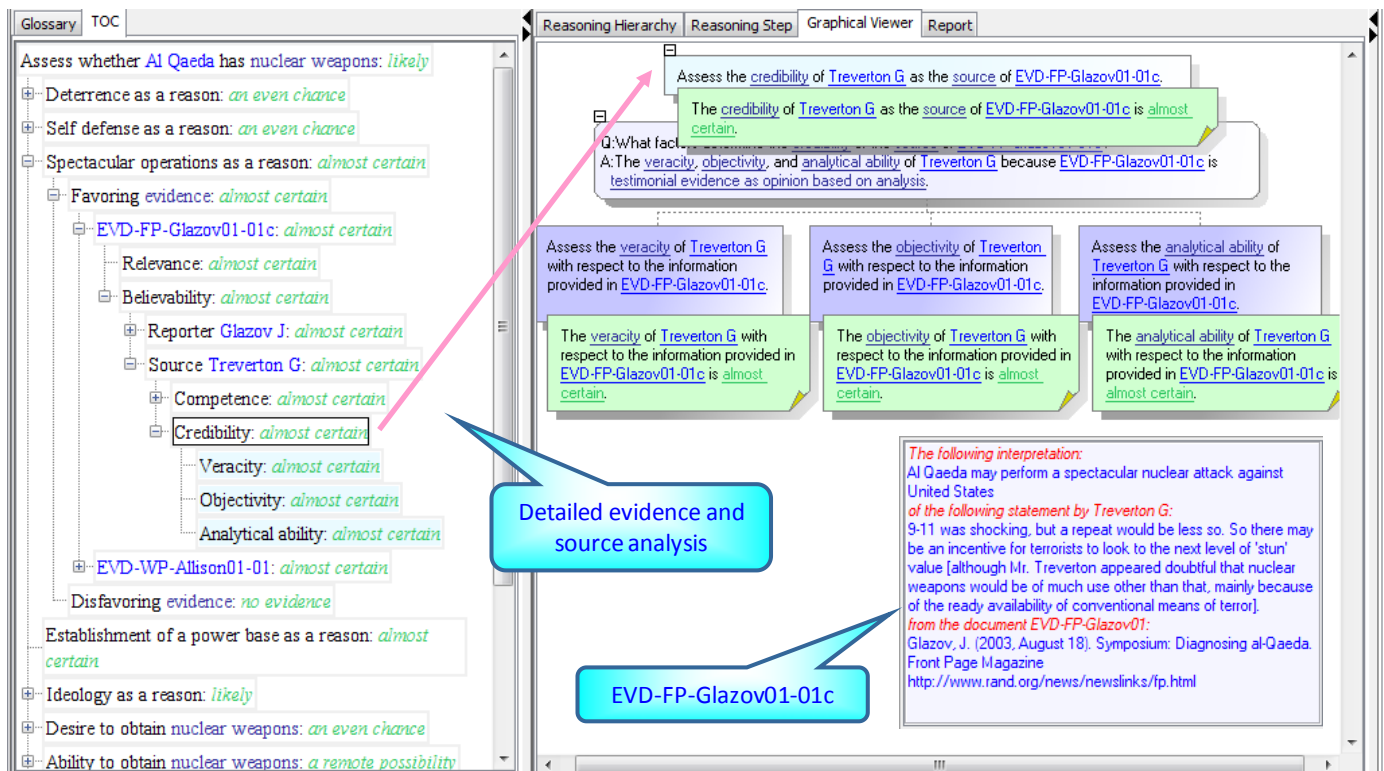 Glossary TOC
Assess whether Al Qaeda has nuclear weapons: likely
Deterrence as a reason: an even chance
Self defense as a reason: an even chance
Spectacular operations as a reason: almost certain
Favoring evidence: almost certain
EVD-FP-Glazov01-01c: almost certain
Relevance: almost certain
Believability: almost certain
Reporter Glazov J: almost certain
Source Treverton G: almost certain
Competence: almost certain
Credibility: almost certain
Veracity: almost certain
Objectivity: almost certain
Analytical ability: almost certain
EVD-WP-Allison01-01: almost certain
Disfavoring evidence: no evidence
Establishment of a power base as a reason: almost
certain
Ideology as a reason: likely
Desire to obtain nuclear weapons: an even chance
Ability to obtain nuclear weapons: a remote possibility
Reasoning Hierarchy Reasoning Step Graphical Viewer Report
Assess the credibility of Treverton G as the source of EVD-FP-Glazov01-01c.
The credibility of Treverton G as the source of EVD-FP-Glazov01-01c is almost
certain.
Q:What
A:The veracity, objectivity, and analytical ability of Treverton G because EVD-FP-Glazov01-01c is
testimonial evidence as opinion based on analysis.
Assess the veracity of Treverton G
with respect to the information
provided in EVD-FP-Glazov01-01c.
The veracity of Treverton G with
respect to the information provided in
EVD-FP-Glazov01-01c is almost
certain.
Assess the objectivity of Treverton
G with respect to the information
provided in EVD-FP-Glazov01-01c.
The objectivity of Treverton G with
respect to the information provided in
EVD-FP-Glazov01-01c is almost
certain.
Assess the analytical ability of
Treverton G with respect to the
information provided in
EVD-FP-Glazov01-01c.
The analytical ability of Treverton G
with respect to the information
provided in EVD-FP-Glazov01-01c is
almost certain.
Detailed evidence and
source analysis
The following interpretation:
Al Qaeda may perform a spectacular nuclear attack against
United States
of the following statement by Treverton G:
9-11 was shocking, but a repeat would be less so. So there may
be an incentive for terrorists to look to the next level of 'stun'
value [although Mr. Treverton appeared doubtful that nuclear
weapons would be of much use other than that, mainly because
of the ready availability of conventional means of terror].
from the document EVD-FP-Glazov01:
Glazov, J. (2003, August 18). Symposium: Diagnosing al-Qaeda.
Front Page Magazine
http://www.rand.org/news/newslinks/fp.html
EVD-FP-Glazov01-01c